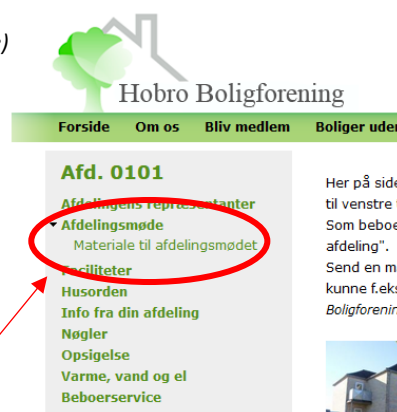 )
Hobro Boligforening
Forside Om os Bliv medlem Boliger uden
Afd. 0101
Afdelingens repræsentanter
Afdelingsmøde
Materiale til afdelingsmødet
Faciliteter
Husorden
Info fra din afdeling
Nøgler
Opsigelse
Varme, vand og el
Beboerservice
Her på side
til venstre
Som beboe
afdeling".
Send en ma
kunne f.eks
Boligforenin